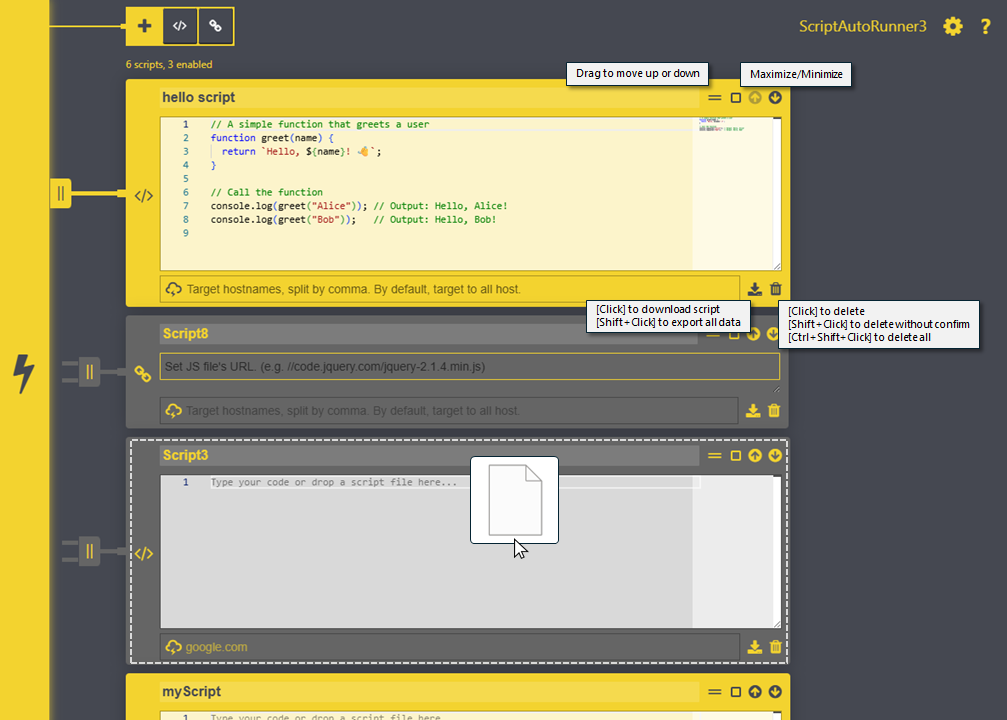 ScriptAutoRunner3
?
6 scripts, 3 enabled
Drag to move up or down
Maximize/Minimize
hello script
1 // A simple function that greets a user
2 function greet(name) {
3 return `Hello, ${name}! 👋`;
4 }
5
6 // Call the function
7 console.log(greet("Alice")); // Output: Hello, Alice!
8 console.log(greet("Bob")); // Output: Hello, Bob!
9
</>
Target hostnames, split by comma. By default, target to all host.
[Click] to download script
[Shift+Click] to export all data
[Click] to delete
[Shift+Click] to delete without confirm
[Ctrl+Shift+Click] to delete all
Script8
Set JS file's URL. (e.g. //code.jquery.com/jquery-2.1.4.min.js)
Target hostnames, split by comma. By default, target to all host.
Script3
1 Type your code or drop a script file here...
</>
google.com
myScript
1 Type your code or drop a script file here